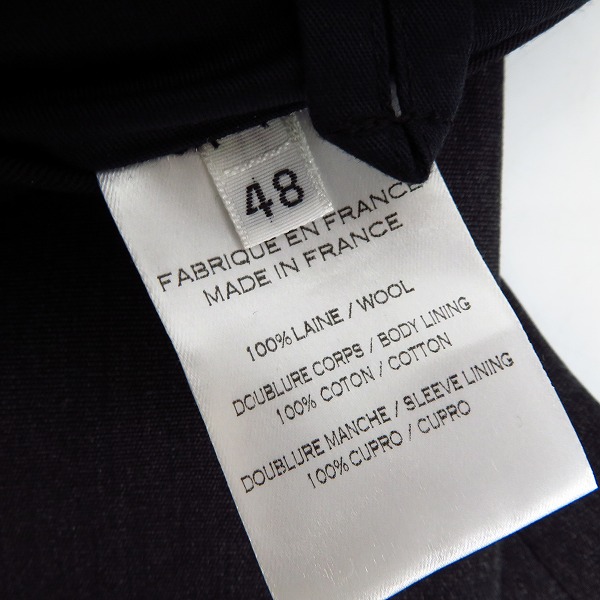 48
FABRIQUE EN FRANCE
MADE IN FRANCE
100% LAINE / WOOL
DOUBLURE CORPS / BODY LINING
100% COTON / COTTON
DOUBLURE MANCHE / SLEEVE LINING
100% CUPRO / CUPRO